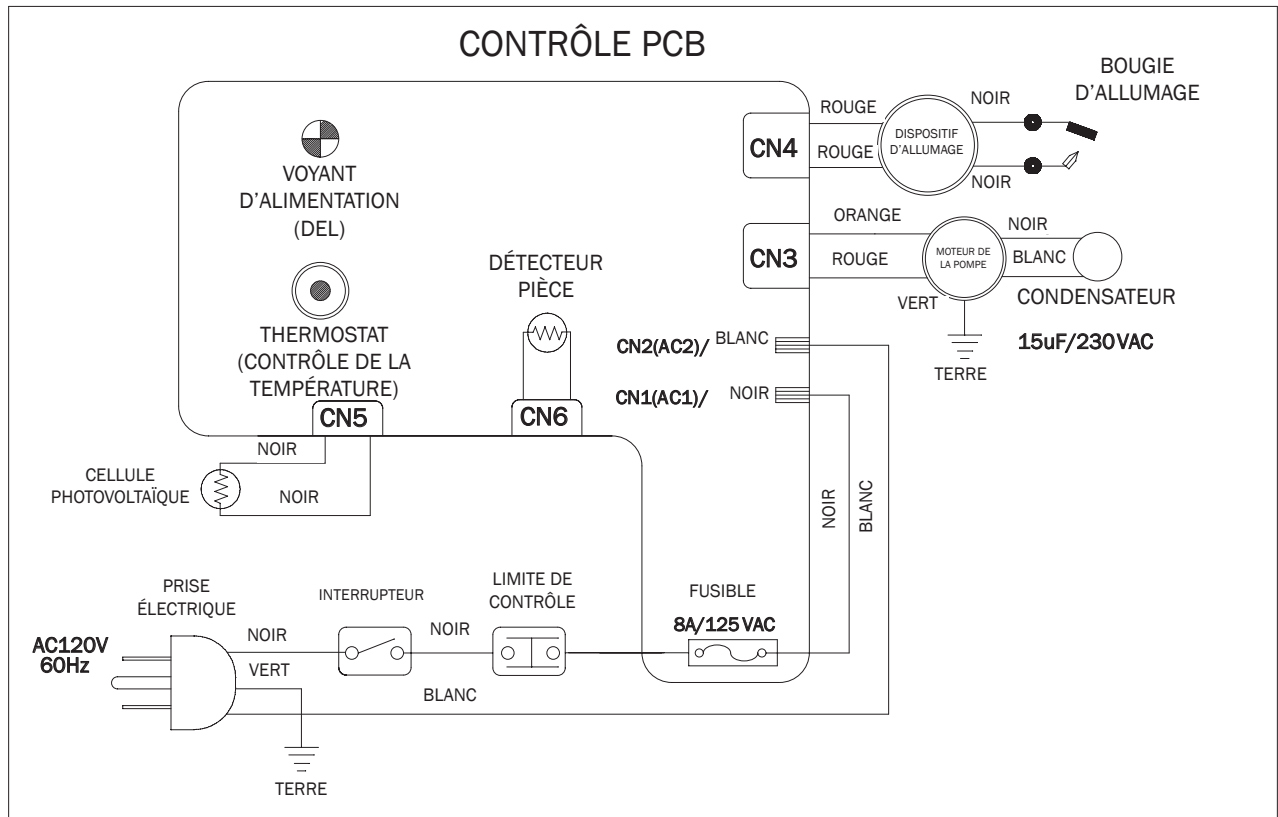 CONTRÔLE PCB
BOUGIE
D'ALLUMAGE
VOYANT
D'ALIMENTATION
(DEL)
THERMOSTAT
(CONTRÔLE DE LA
TEMPÉRATURE)
DÉTECTEUR
PIÈCE
CN4
ROUGE
ROUGE
DISPOSITIF
D'ALLUMAGE
NOIR
NOIR
CN3
ORANGE
ROUGE
VERT
MOTEUR DE
LA POMPE
NOIR
BLANC
CONDENSATEUR
15uF/230VAC
TERRE
CN2(AC2)/ BLANC
CN1(AC1)/ NOIR
CN5
CN6
NOIR
NOIR
CELLULE
PHOTOVOLTAÏQUE
NOIR
BLANC
PRISE
ÉLECTRIQUE
AC120V
60Hz
NOIR
VERT
BLANC
INTERRUPTEUR
NOIR
LIMITE DE
CONTRÔLE
FUSIBLE
8A/125 VAC
TERRE